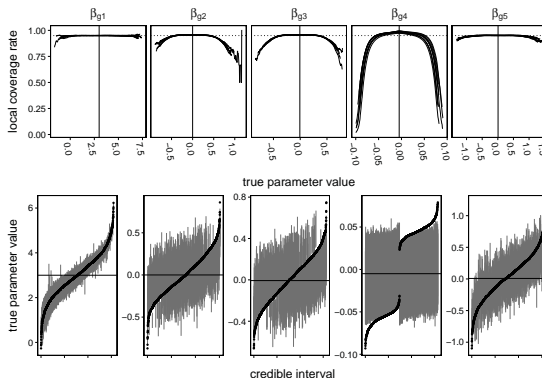 βg1 βg2 βg3 βg4 βg5
local coverage rate
1.00
0.75
0.50
0.25
0.00
0.0 2.5 5.0 7.5
-0.5 0.0 0.5 1.0
-0.5 0.0 0.5
-0.10 -0.05 0.00 0.05 0.10
-1.0 -0.5 0.0 0.5 1.0 1.5
true parameter value
true parameter value
6
4
2
0
0.5
0.0
-0.5
0.8
0.4
0.0
-0.4
0.05
0.00
-0.05
-0.10
1.0
0.5
0.0
-0.5
-1.0
credible interval